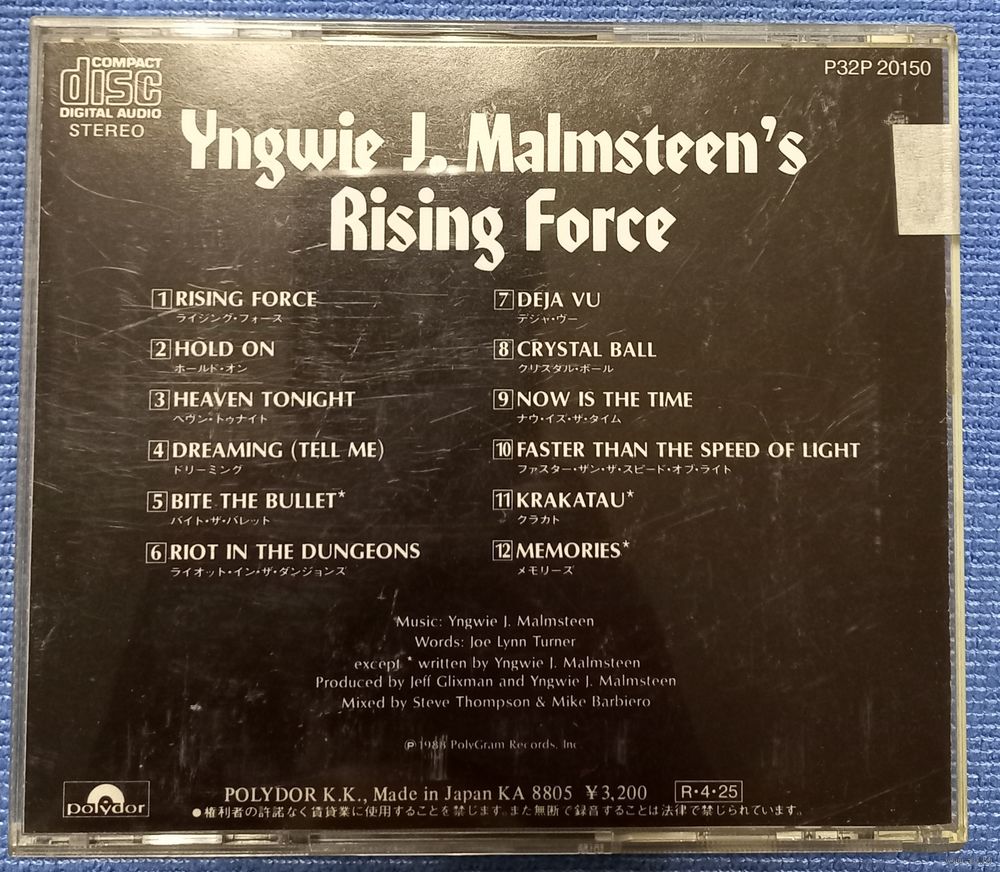 COMPACT
disc
DIGITAL AUDIO
STEREO
P32P 20150
Yngwie J. Malmsteen's
Rising Force
1 RISING FORCE
ライジング・フォース
2 HOLD ON
ホールド・オン
3 HEAVEN TONIGHT
ヘヴン・トゥナイト
4 DREAMING (TELL ME)
ドリーミング
5 BITE THE BULLET*
バイト・ザ・バレット
6 RIOT IN THE DUNGEONS
ライオット・イン・ザ・ダンジョンズ
7 DEJA VU
デジャ・ヴー
8 CRYSTAL BALL
クリスタル・ボール
9 NOW IS THE TIME
ナウ・イズ・ザ・タイム
10 FASTER THAN THE SPEED OF LIGHT
ファスター・ザン・ザ・スピード・オブ・ライト
11 KRAKATAU*
クラカト
12 MEMORIES*
メモリーズ
Music: Yngwie J. Malmsteen
Words: Joe Lynn Turner
except * written by Yngwie J. Malmsteen
Produced by Jeff Glixman and Yngwie J. Malmsteen
Mixed by Steve Thompson & Mike Barbiero
℗ 1988 PolyGram Records, Inc.
polydor
POLYDOR K.K., Made in Japan KA 8805 ¥3,200 R・4・25
●権利者の許諾なく賃貸業に使用することを禁じます。また無断で録音することは法律で禁じられています。